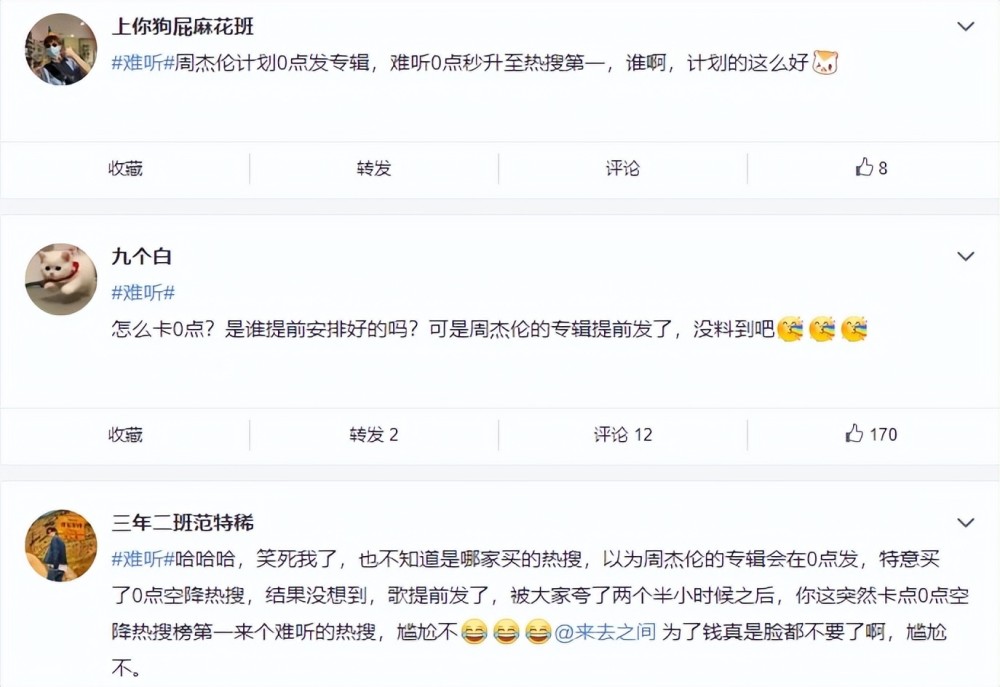 上你狗屁麻花班
#难听#周杰伦计划0点发专辑，难听0点秒升至热搜第一，谁啊，计划的这么好
收藏 转发 评论 8
九个白
#难听#
怎么卡0点？是谁提前安排好的吗？可是周杰伦的专辑提前发了，没料到吧
收藏 转发 2 评论 12 170
三年二班范特稀
#难听#哈哈哈，笑死我了，也不知道是哪家买的热搜，以为周杰伦的专辑会在0点发，特意买
了0点空降热搜，结果没想到，歌提前发了，被大家夸了两个半小时候之后，你这突然卡点0点空
降热搜榜第一来个难听的热搜，尴尬不@来去之间 为了钱真是脸都不要了啊，尴尬
不。